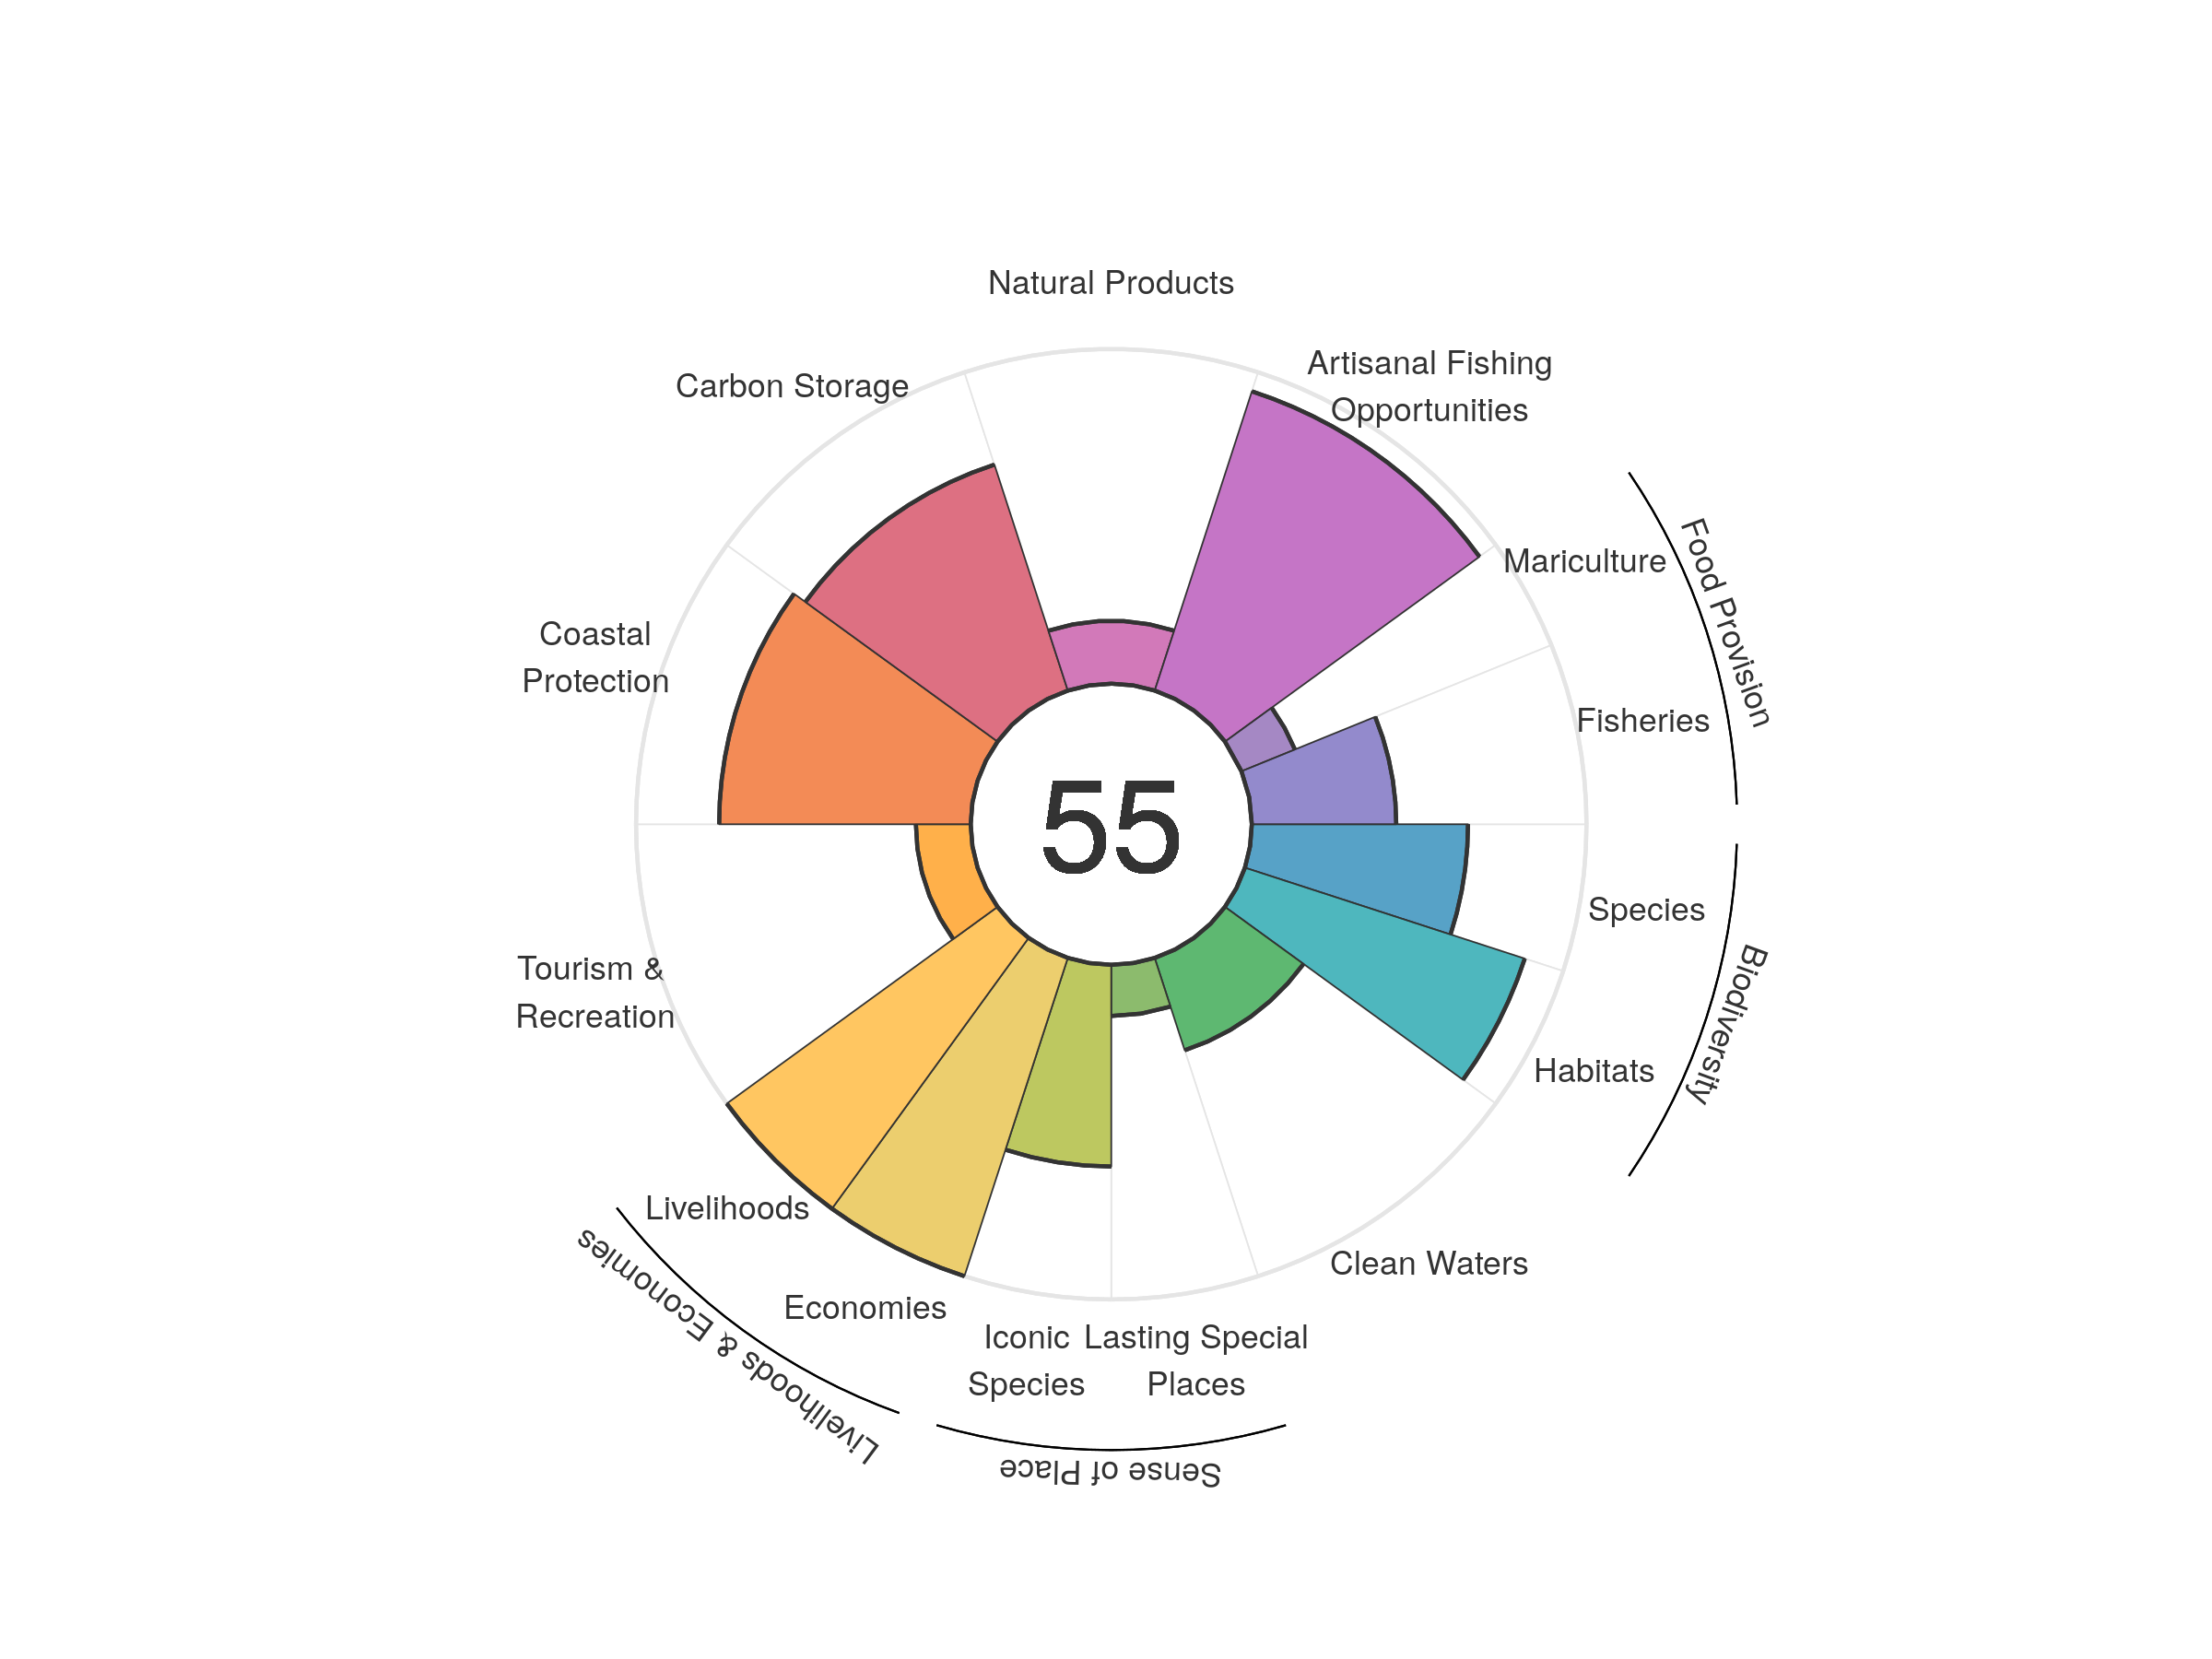 Natural Products
Artisanal Fishing
Opportunities
Carbon Storage
Mariculture
Food Provision
Fisheries
Coastal
Protection
55
Species
Biodiversity
Habitats
Tourism &
Recreation
Clean Waters
Livelihoods
Economies
Livelihoods & Economies
Iconic
Species
Lasting Special
Places
Sense of Place